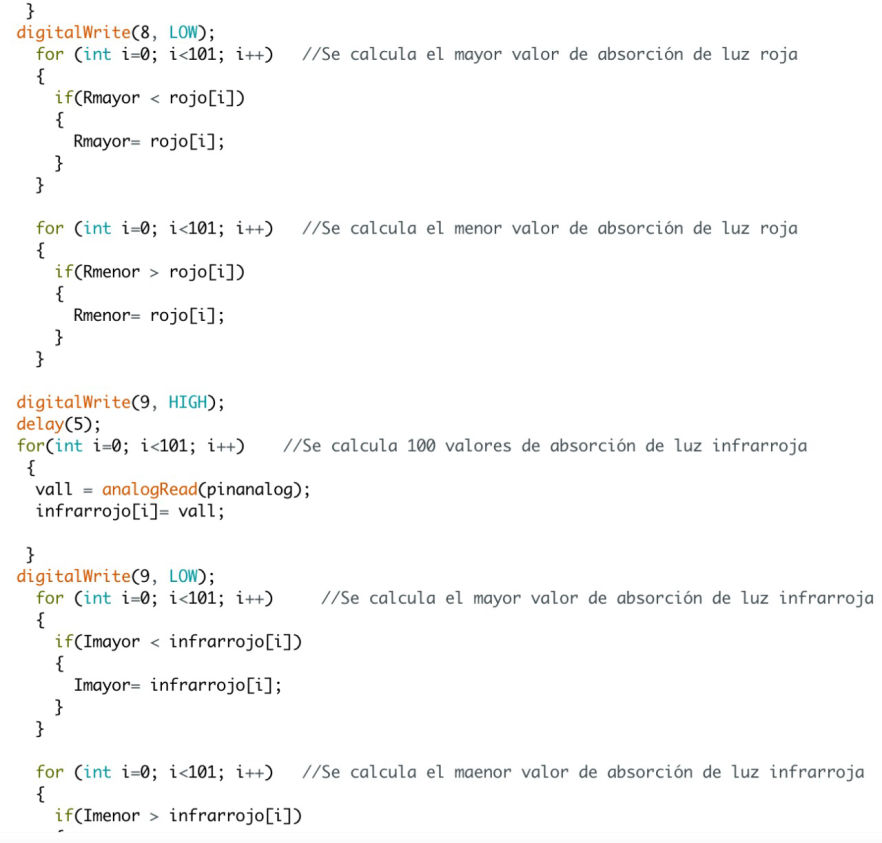 }
digitalWrite(8, LOW);
for (int i=0; i<101; i++)   //Se calcula el mayor valor de absorción de luz roja
{
if(Rmayor < rojo[i])
{
Rmayor= rojo[i];
}
}
for (int i=0; i<101; i++)   //Se calcula el menor valor de absorción de luz roja
{
if(Rmenor > rojo[i])
{
Rmenor= rojo[i];
}
}
digitalWrite(9, HIGH);
delay(5);
for(int i=0; i<101; i++)    //Se calcula 100 valores de absorción de luz infrarroja
{
vall = analogRead(pinanalog);
infrarrojo[i]= vall;
}
digitalWrite(9, LOW);
for (int i=0; i<101; i++)     //Se calcula el mayor valor de absorción de luz infrarroja
{
if(Imayor < infrarrojo[i])
{
Imayor= infrarrojo[i];
}
}
for (int i=0; i<101; i++)   //Se calcula el maenor valor de absorción de luz infrarroja
{
if(Imenor > infrarrojo[i])